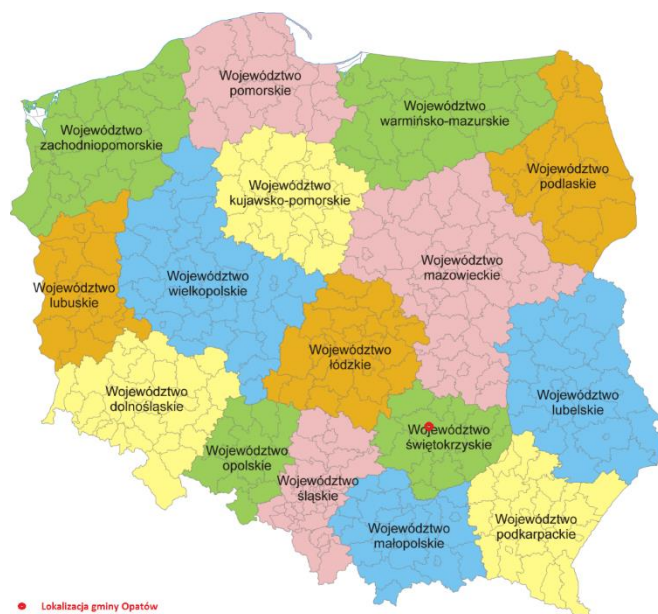 Województwo
pomorskie
Województwo
warmińsko-mazurskie
Województwo
zachodniopomorskie
Województwo
podlaskie
Województwo
kujawsko-pomorskie
Województwo
mazowieckie
Województwo
lubuskie
Województwo
wielkopolskie
Województwo
łódzkie
Województwo
dolnośląskie
Województwo
lubelskie
Województwo
świętokrzyskie
Województwo
opolskie
Województwo
śląskie
Województwo
małopolskie
Województwo
podkarpackie
Lokalizacja gminy Opatów